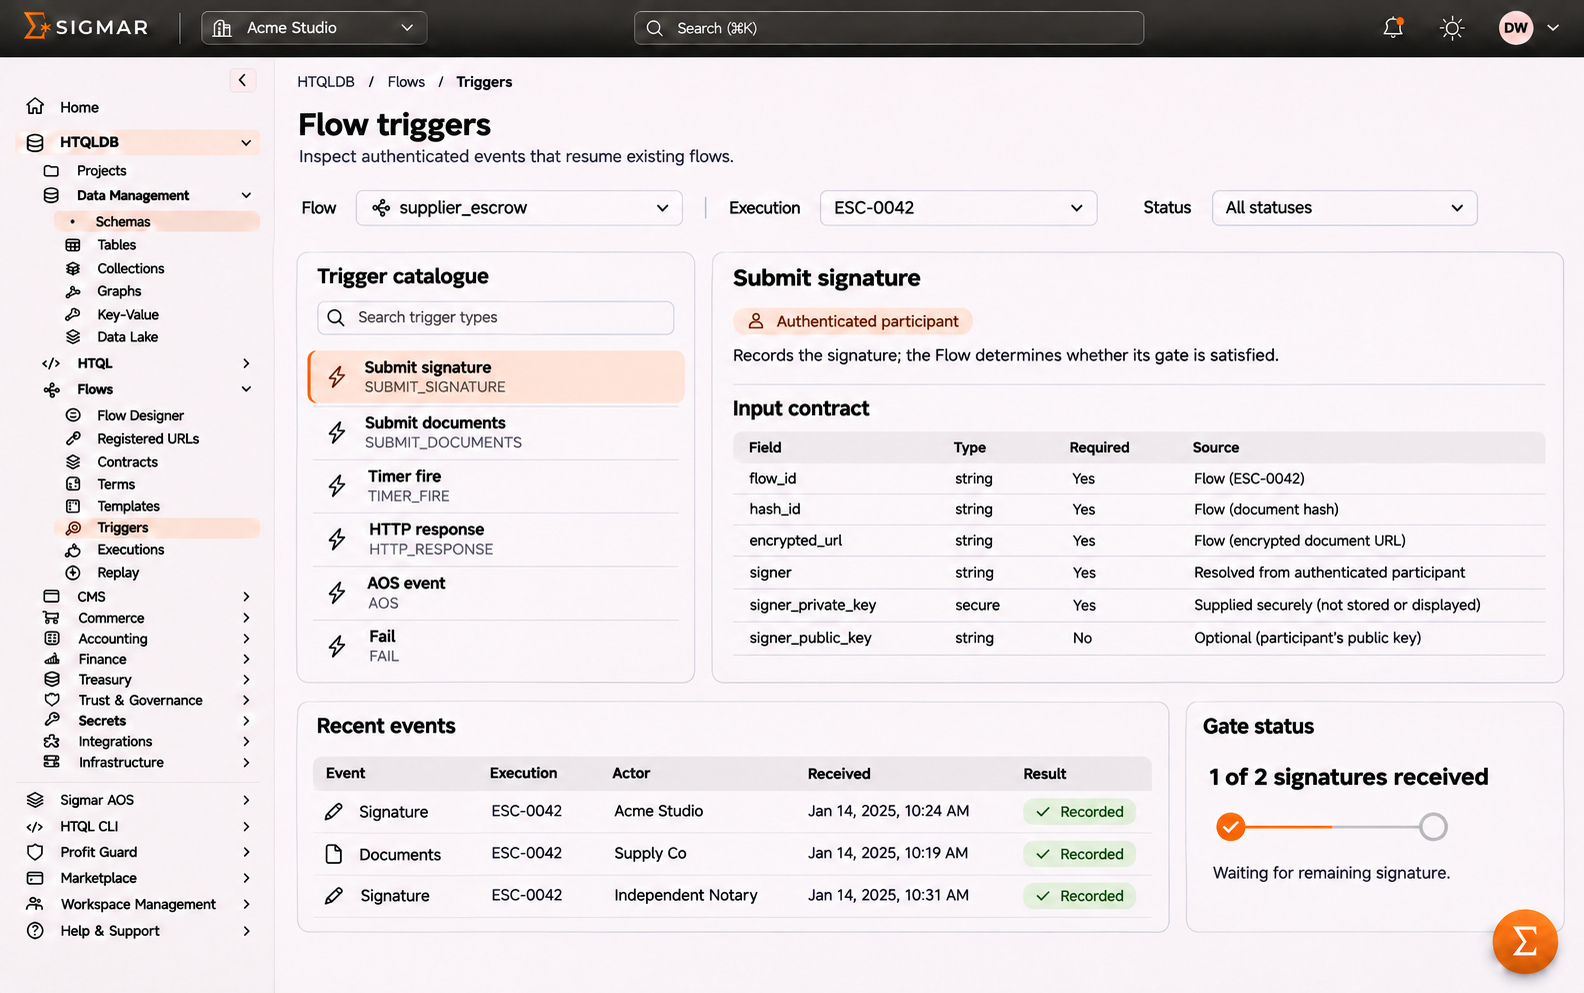 SIGMAR
Acme Studio
Search (⌘K)
DW
Home
HTQLDB
Projects
Data Management
Schemas
Tables
Collections
Graphs
Key-Value
Data Lake
HTQL
Flows
Flow Designer
Registered URLs
Contracts
Terms
Templates
Triggers
Executions
Replay
CMS
Commerce
Accounting
Finance
Treasury
Trust & Governance
Secrets
Integrations
Infrastructure
Sigmar AOS
HTQL CLI
Profit Guard
Marketplace
Workspace Management
Help & Support
HTQLDB / Flows / Triggers
Flow triggers
Inspect authenticated events that resume existing flows.
Flow supplier_escrow Execution ESC-0042 Status All statuses
Trigger catalogue
Search trigger types
Submit signature
SUBMIT_SIGNATURE
Submit documents
SUBMIT_DOCUMENTS
Timer fire
TIMER_FIRE
HTTP response
HTTP_RESPONSE
AOS event
AOS
Fail
FAIL
Submit signature
Authenticated participant
Records the signature; the Flow determines whether its gate is satisfied.
Input contract
Field Type Required Source
flow_id string Yes Flow (ESC-0042)
hash_id string Yes Flow (document hash)
encrypted_url string Yes Flow (encrypted document URL)
signer string Yes Resolved from authenticated participant
signer_private_key secure Yes Supplied securely (not stored or displayed)
signer_public_key string No Optional (participant's public key)
Recent events
Event Execution Actor Received Result
Signature ESC-0042 Acme Studio Jan 14, 2025, 10:24 AM Recorded
Documents ESC-0042 Supply Co Jan 14, 2025, 10:19 AM Recorded
Signature ESC-0042 Independent Notary Jan 14, 2025, 10:31 AM Recorded
Gate status
1 of 2 signatures received
Waiting for remaining signature.
Σ